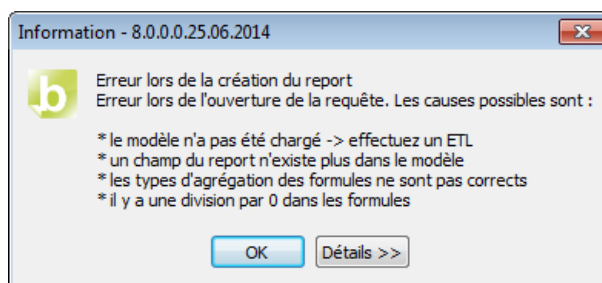 Information - 8.0.0.0.25.06.2014
b
Erreur lors de la création du report
Erreur lors de l'ouverture de la requête. Les causes possibles sont :
* le modèle n'a pas été chargé -> effectuez un ETL
* un champ du report n'existe plus dans le modèle
* les types d'agrégation des formules ne sont pas corrects
* il y a une division par 0 dans les formules
OK
Détails >>